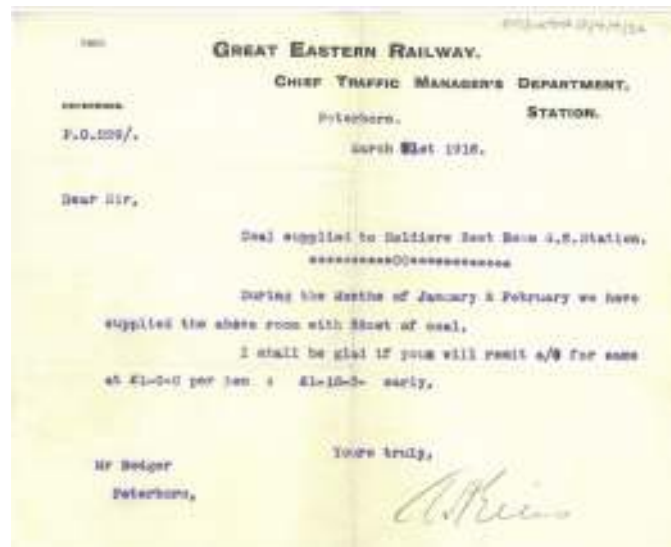 GREAT EASTERN RAILWAY.
CHIEF TRAFFIC MANAGER'S DEPARTMENT.
Peterboro. STATION.
March 1st 1916.
Dear Sir,
Coal supplied to Soldiers Rest Room G.E.Station.
During the months of January & February we have
supplied the above room with of coal,
I shall be glad if you will remit a/ for same
at per ton : early,
Yours truly,
Mr
Peterboro,